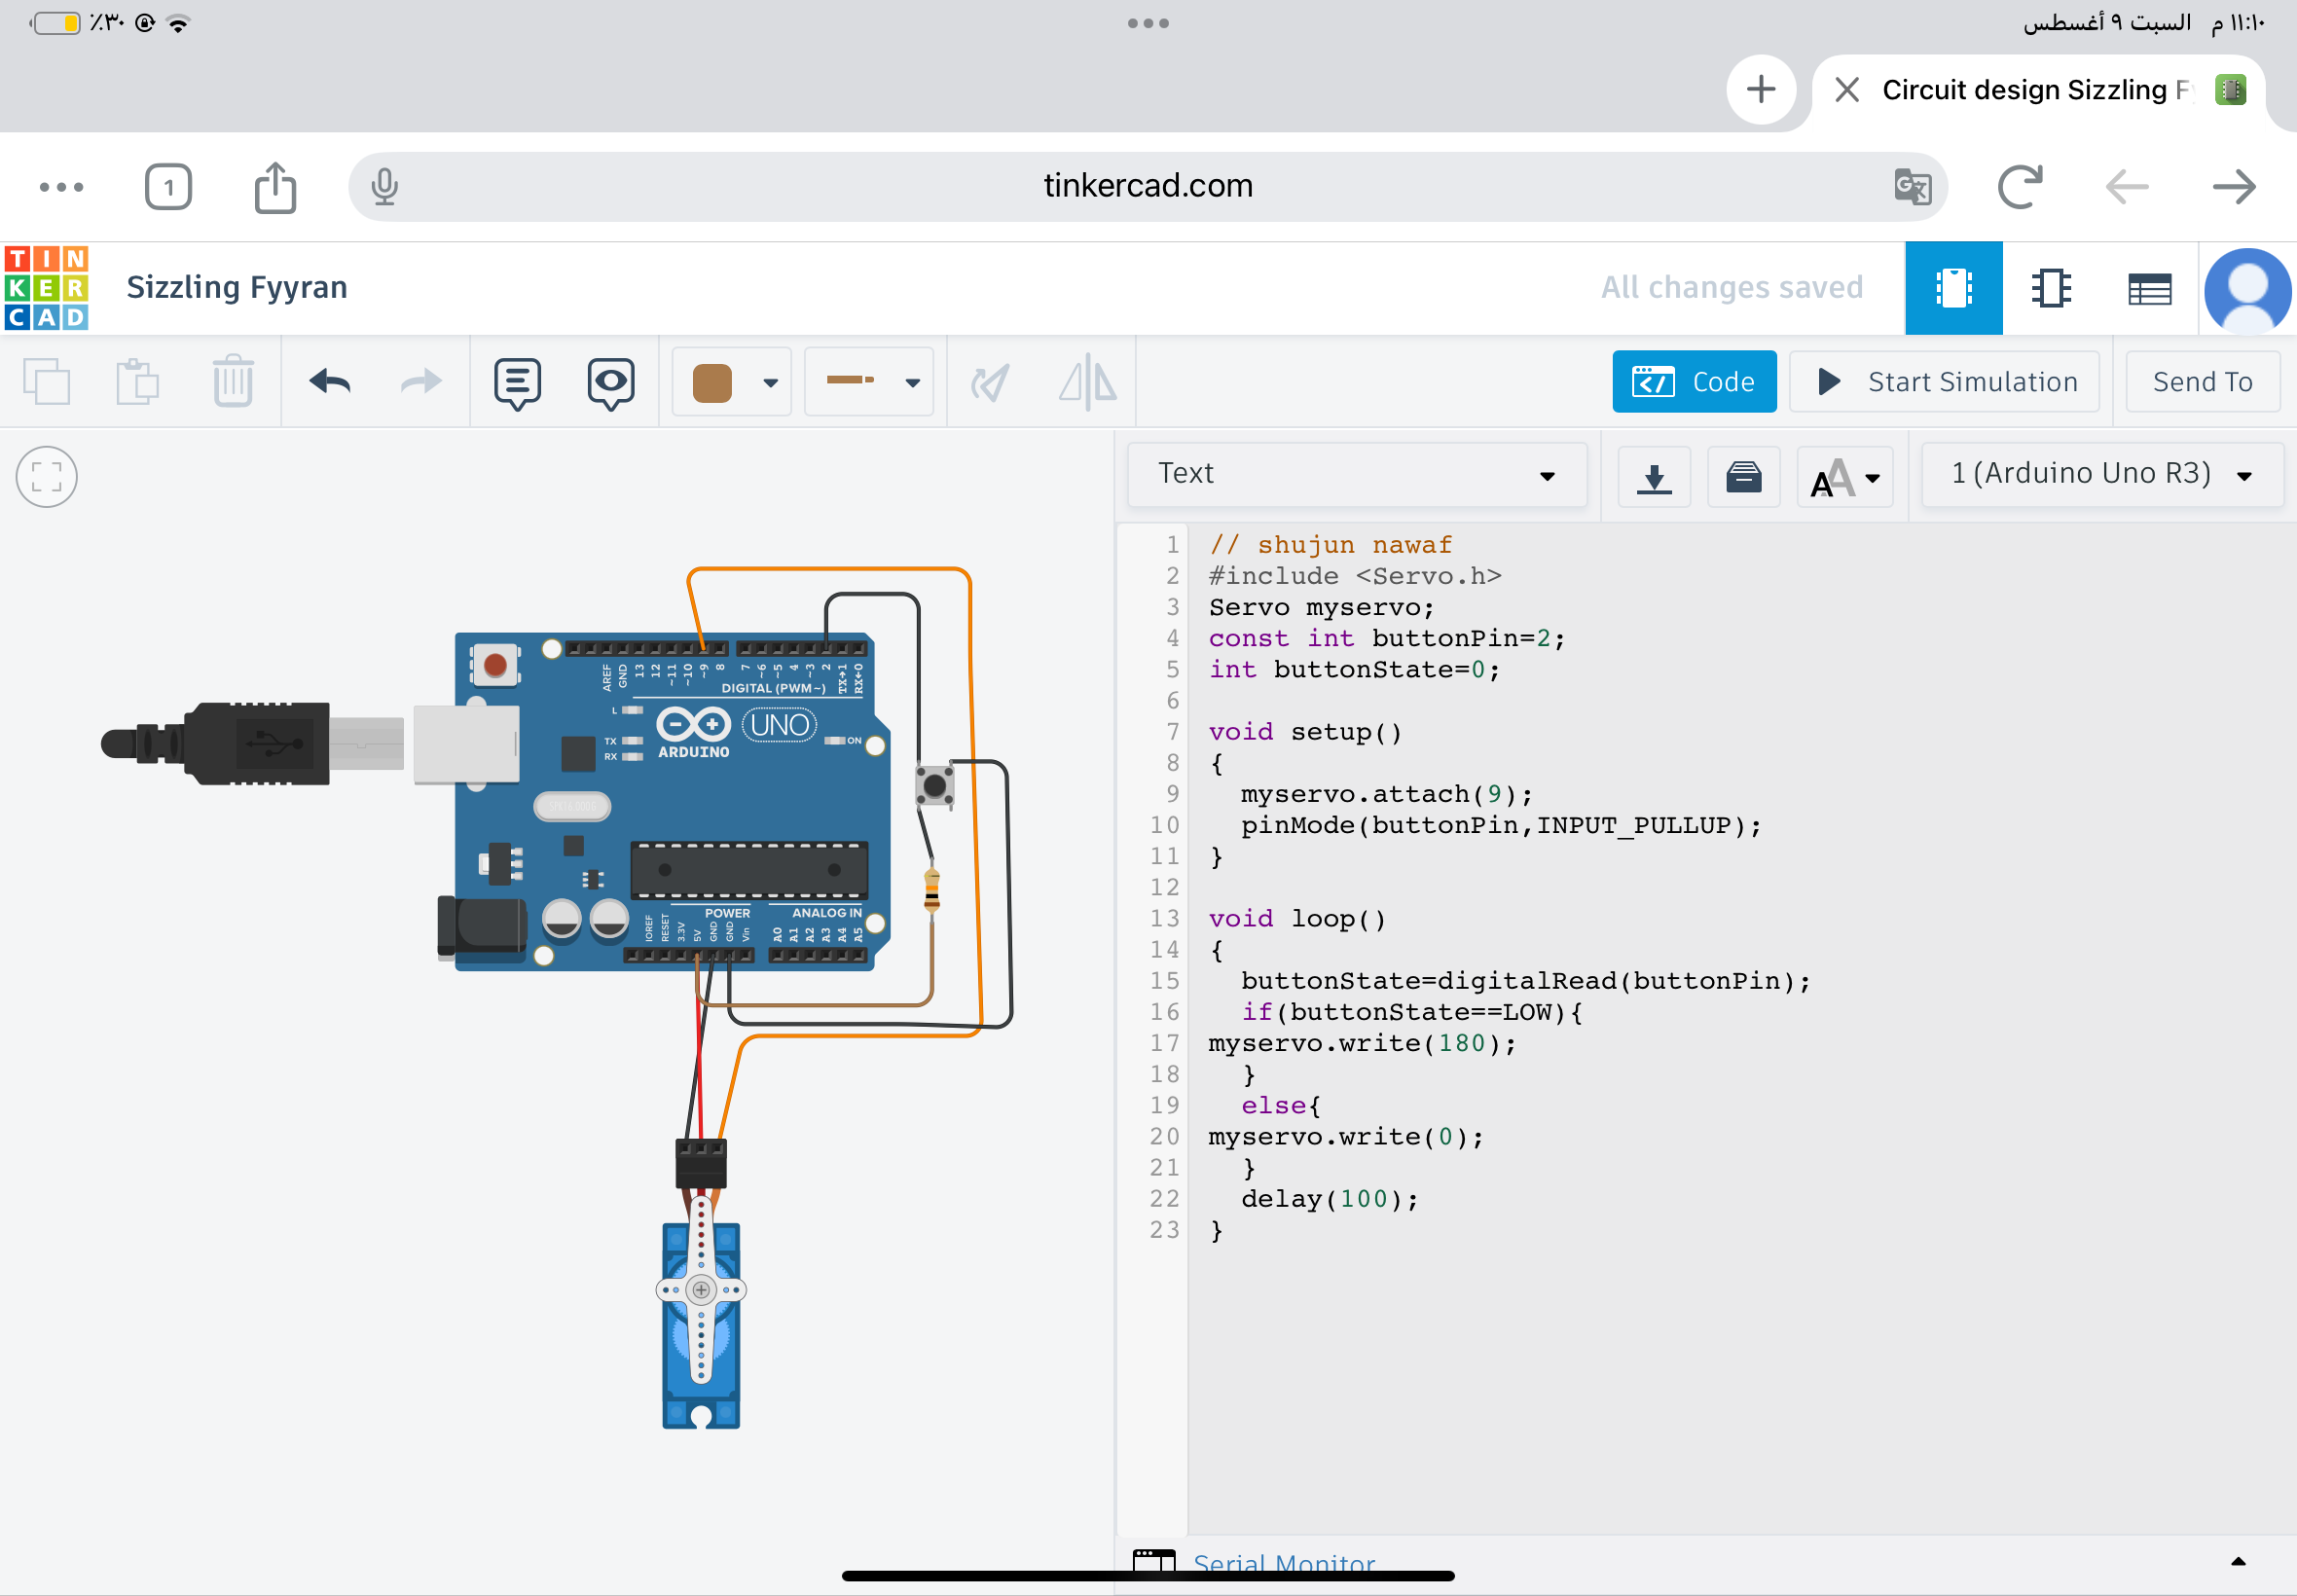 ١١:١٠ م السبت ٩ أغسطس
٪٣٠
Circuit design Sizzling
1
tinkercad.com
TIN
KER
CAD
Sizzling Fyyran
All changes saved
Code
Start Simulation
Send To
Text
1 (Arduino Uno R3)
AREF
GND
13
12
~11
~10
~9
8
7
~6
~5
4
~3
2
TX→1
RX←0
DIGITAL (PWM~)
L
TX
RX
ARDUINO
UNO
ON
POWER
ANALOG IN
IOREF
RESET
3.3V
5V
GND
GND
Vin
A0
A1
A2
A3
A4
A5
1 // shujun nawaf
2 #include <Servo.h>
3 Servo myservo;
4 const int buttonPin=2;
5 int buttonState=0;
6
7 void setup()
8 {
9   myservo.attach(9);
10   pinMode(buttonPin,INPUT_PULLUP);
11 }
12
13 void loop()
14 {
15   buttonState=digitalRead(buttonPin);
16   if(buttonState==LOW){
17 myservo.write(180);
18   }
19   else{
20 myservo.write(0);
21   }
22   delay(100);
23 }
Serial Monitor